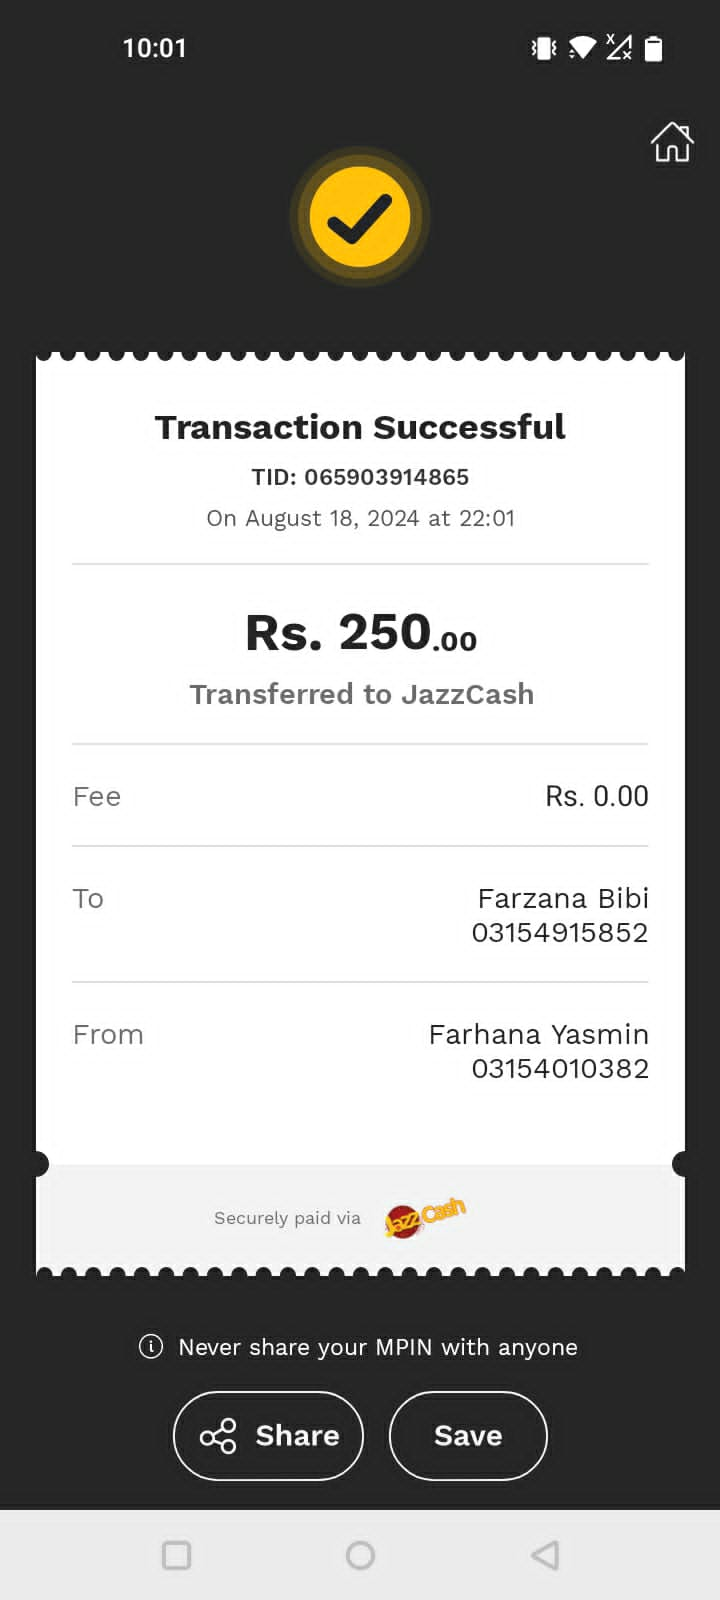 10:01
Transaction Successful
TID: 065903914865
On August 18, 2024 at 22:01
Rs. 250.00
Transferred to JazzCash
Fee Rs. 0.00
To Farzana Bibi
03154915852
From Farhana Yasmin
03154010382
Securely paid via JazzCash
Never share your MPIN with anyone
Share Save